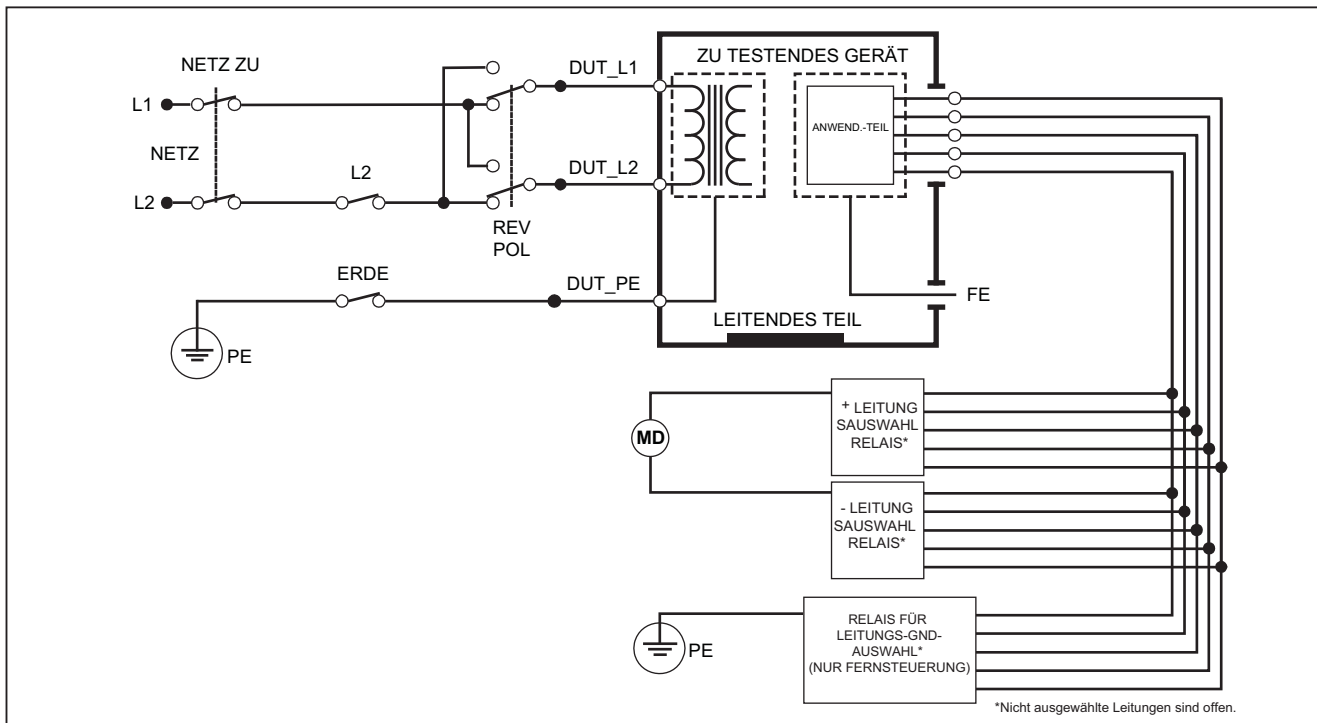 ZU TESTENDES GERÄT
NETZ ZU
DUT_L1
L1
ANWEND.-TEIL
NETZ
L2
DUT_L2
L2
REV
POL
ERDE
DUT_PE
FE
LEITENDES TEIL
PE
+ LEITUNG
SAUSWAHL
RELAIS*
MD
- LEITUNG
SAUSWAHL
RELAIS*
RELAIS FÜR
LEITUNGS-GND-
AUSWAHL*
(NUR FERNSTEUERUNG)
PE
*Nicht ausgewählte Leitungen sind offen.